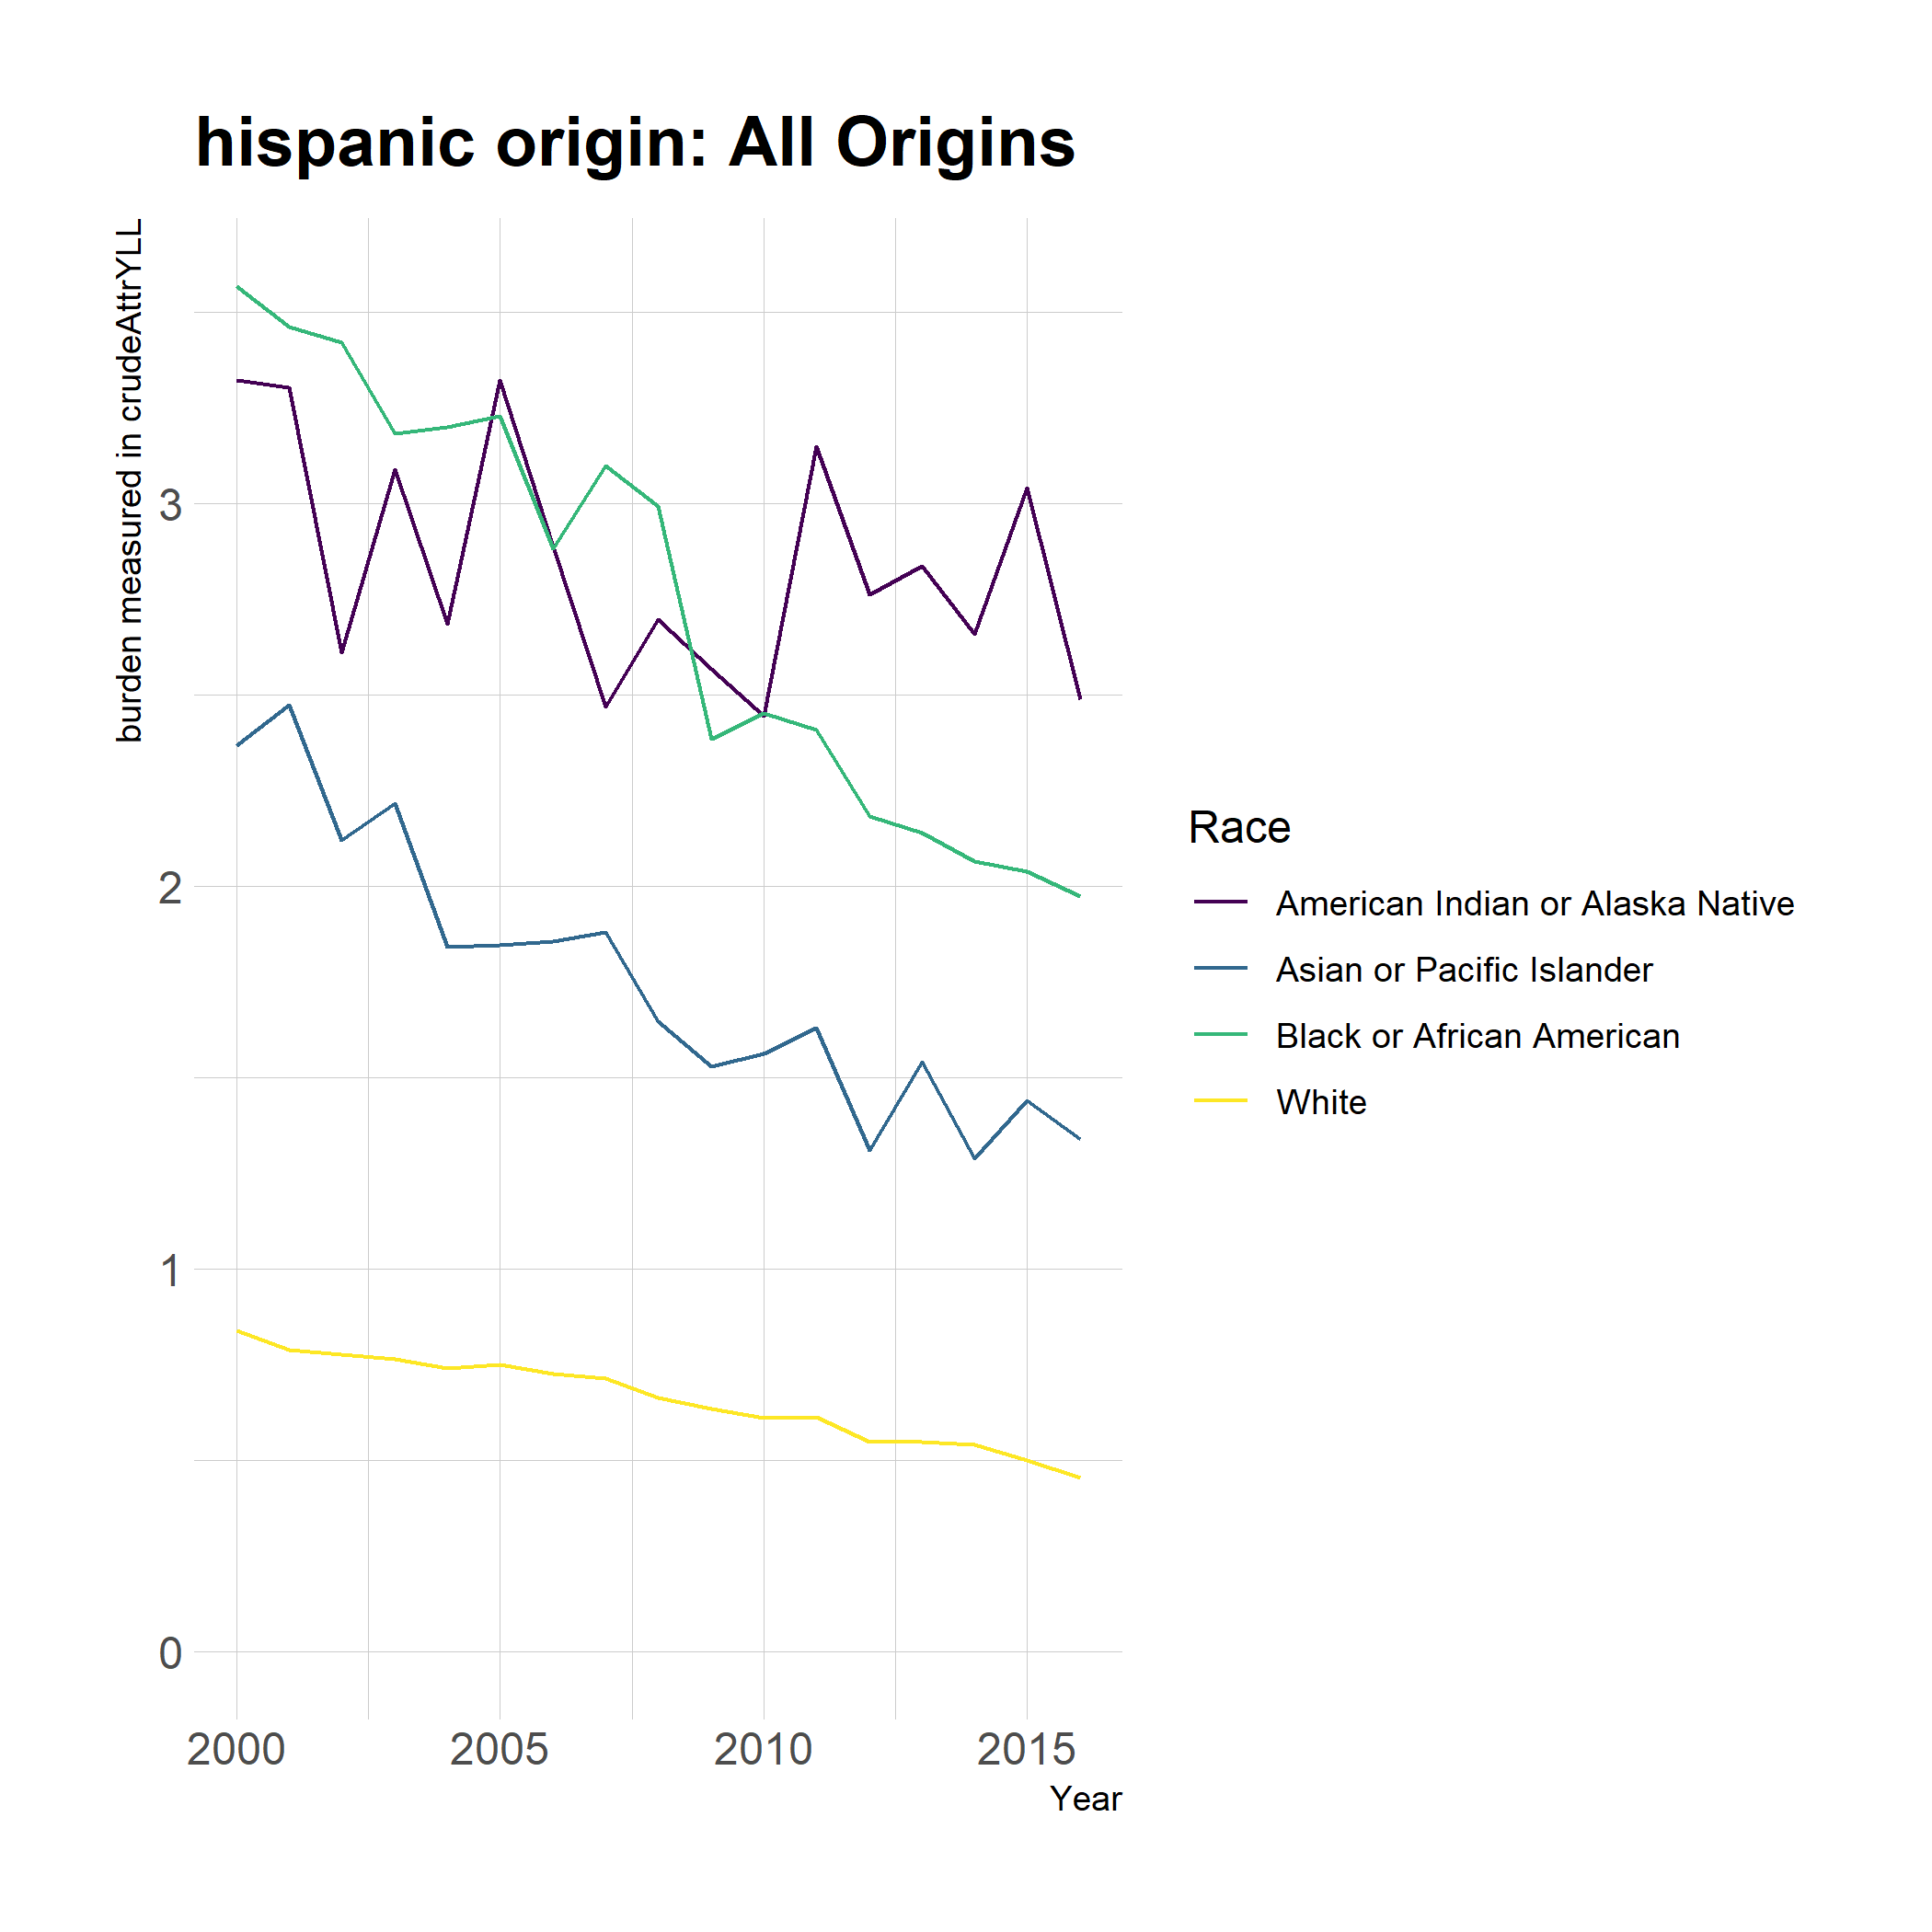 hispanic origin: All Origins
burden measured in crudeAttrYLL
3
2
1
0
2000 2005 2010 2015
Year
Race
American Indian or Alaska Native
Asian or Pacific Islander
Black or African American
White